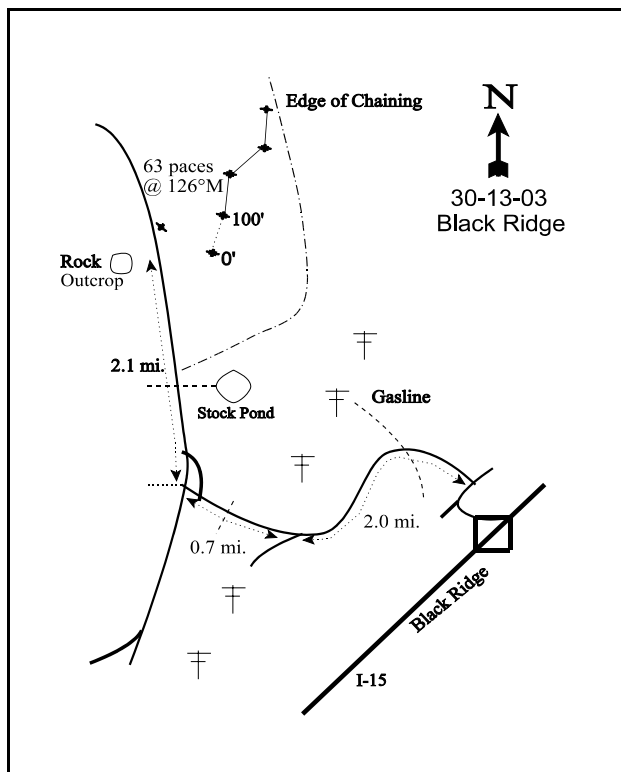 Edge of Chaining
N
63 paces
@ 126°M
30-13-03
Black Ridge
100'
0'
Rock
Outcrop
2.1 mi.
Stock Pond
Gasline
2.0 mi.
0.7 mi.
Black Ridge
I-15